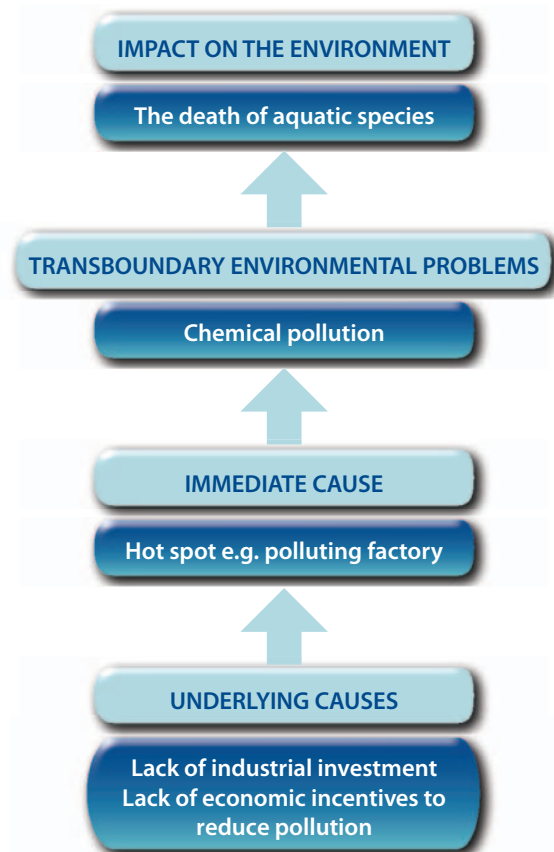 IMPACT ON THE ENVIRONMENT
The death of aquatic species
TRANSBOUNDARY ENVIRONMENTAL PROBLEMS
Chemical pollution
IMMEDIATE CAUSE
Hot spot e.g. polluting factory
UNDERLYING CAUSES
Lack of industrial investment
Lack of economic incentives to
reduce pollution